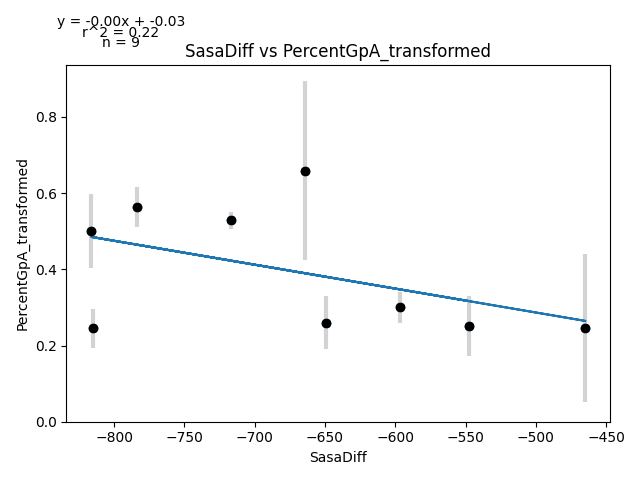 y = -0.00x + -0.03
r^2 = 0.22
n = 9
SasaDiff vs PercentGpA_transformed
PercentGpA_transformed
0.8
0.6
0.4
0.2
0.0
−800 −750 −700 −650 −600 −550 −500 −450
SasaDiff